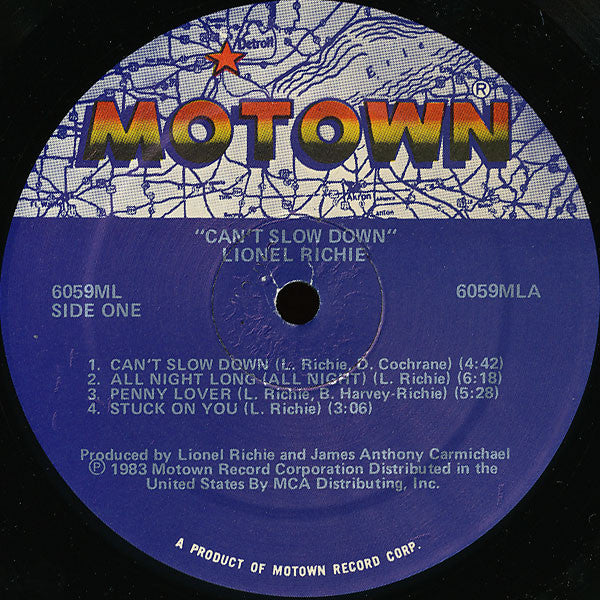 Detroit
MOTOWN®
Akron
"CAN'T SLOW DOWN"
LIONEL RICHIE
6059ML
SIDE ONE
6059MLA
1. CAN'T SLOW DOWN (L. Richie, D. Cochrane) (4:42)
2. ALL NIGHT LONG (ALL NIGHT) (L. Richie) (6:18)
3. PENNY LOVER (L. Richie, B. Harvey-Richie) (5:28)
4. STUCK ON YOU (L. Richie) (3:06)
Produced by Lionel Richie and James Anthony Carmichael
Ⓟ 1983 Motown Record Corporation Distributed in the
United States By MCA Distributing, Inc.
A PRODUCT OF MOTOWN RECORD CORP.